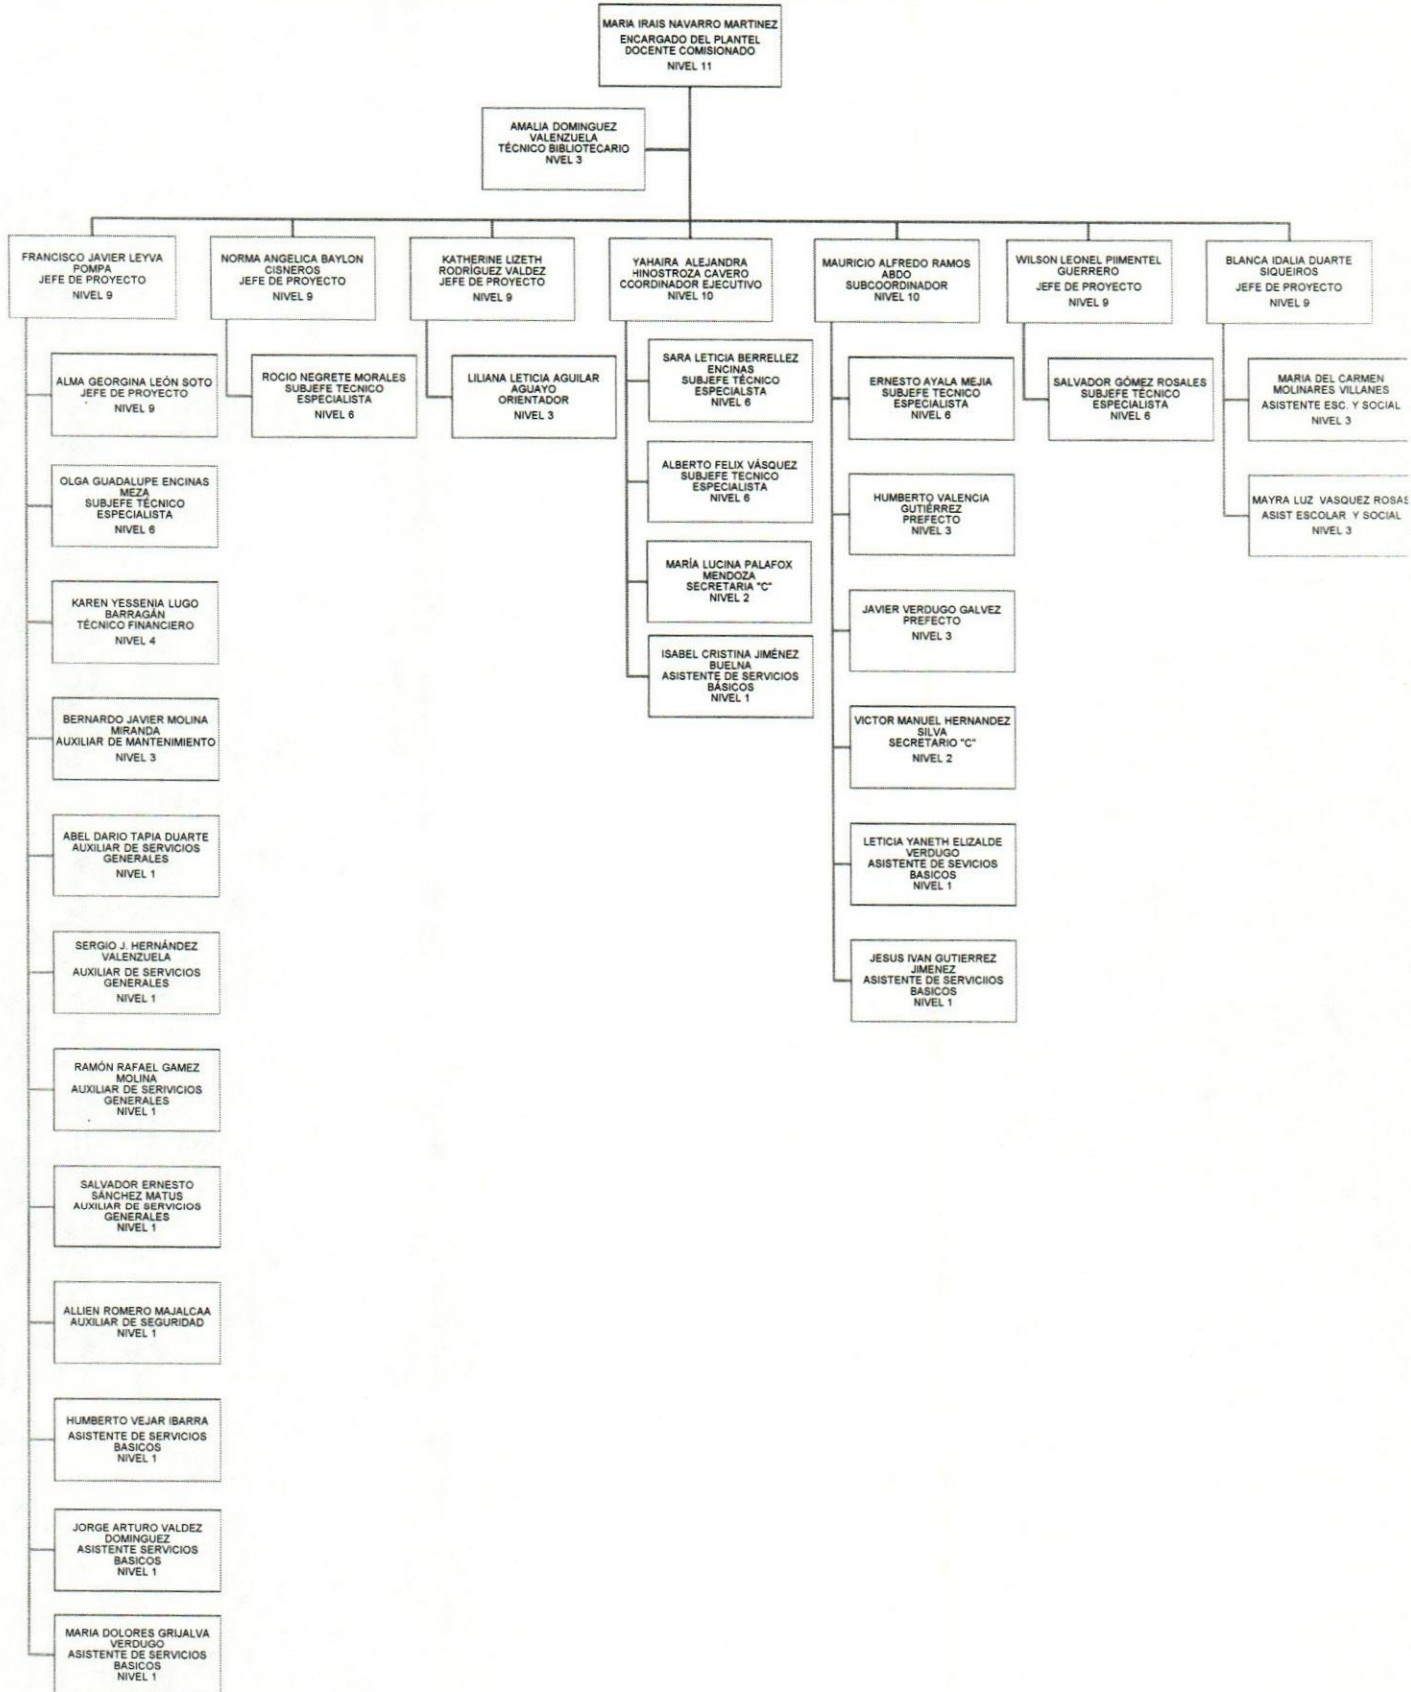 MARIA IRAIS NAVARRO MARTINEZ
ENCARGADO DEL PLANTEL
DOCENTE COMISIONADO
NIVEL 11
AMALIA DOMINGUEZ
VALENZUELA
TÉCNICO BIBLIOTECARIO
NVEL 3
FRANCISCO JAVIER LEYVA
POMPA
JEFE DE PROYECTO
NIVEL 9
NORMA ANGELICA BAYLON
CISNEROS
JEFE DE PROYECTO
NIVEL 9
KATHERINE LIZETH
RODRÍGUEZ VALDEZ
JEFE DE PROYECTO
NIVEL 9
YAHAIRA ALEJANDRA
HINOSTROZA CAVERO
COORDINADOR EJECUTIVO
NIVEL 10
MAURICIO ALFREDO RAMOS
ABDO
SUBCOORDINADOR
NIVEL 10
WILSON LEONEL PIIMENTEL
GUERRERO
JEFE DE PROYECTO
NIVEL 9
BLANCA IDALIA DUARTE
SIQUEIROS
JEFE DE PROYECTO
NIVEL 9
ALMA GEORGINA LEÓN SOTO
JEFE DE PROYECTO
NIVEL 9
OLGA GUADALUPE ENCINAS
MEZA
SUBJEFE TÉCNICO
ESPECIALISTA
NIVEL 6
KAREN YESSENIA LUGO
BARRAGÁN
TÉCNICO FINANCIERO
NIVEL 4
BERNARDO JAVIER MOLINA
MIRANDA
AUXILIAR DE MANTENIMIENTO
NIVEL 3
ABEL DARIO TAPIA DUARTE
AUXILIAR DE SERVICIOS
GENERALES
NIVEL 1
SERGIO J. HERNÁNDEZ
VALENZUELA
AUXILIAR DE SERVICIOS
GENERALES
NIVEL 1
RAMÓN RAFAEL GAMEZ
MOLINA
AUXILIAR DE SERIVICIOS
GENERALES
NIVEL 1
SALVADOR ERNESTO
SÁNCHEZ MATUS
AUXILIAR DE SERVICIOS
GENERALES
NIVEL 1
ALLIEN ROMERO MAJALCAA
AUXILIAR DE SEGURIDAD
NIVEL 1
HUMBERTO VEJAR IBARRA
ASISTENTE DE SERVICIOS
BASICOS
NIVEL 1
JORGE ARTURO VALDEZ
DOMINGUEZ
ASISTENTE SERVICIOS
BASICOS
NIVEL 1
MARIA DOLORES GRIJALVA
VERDUGO
ASISTENTE DE SERVICIOS
BASICOS
NIVEL 1
ROCIO NEGRETE MORALES
SUBJEFE TECNICO
ESPECIALISTA
NIVEL 6
LILIANA LETICIA AGUILAR
AGUAYO
ORIENTADOR
NIVEL 3
SARA LETICIA BERRELLEZ
ENCINAS
SUBJEFE TÉCNICO
ESPECIALSTA
NIVEL 6
ALBERTO FELIX VÁSQUEZ
SUBJEFE TECNICO
ESPECIALISTA
NIVEL 6
MARÍA LUCINA PALAFOX
MENDOZA
SECRETARIA "C"
NIVEL 2
ISABEL CRISTINA JIMÉNEZ
BUELNA
ASISTENTE DE SERVICIOS
BÁSICOS
NIVEL 1
ERNESTO AYALA MEJIA
SUBJEFE TECNICO
ESPECIALISTA
NIVEL 6
HUMBERTO VALENCIA
GUTIÉRREZ
PREFECTO
NIVEL 3
JAVIER VERDUGO GALVEZ
PREFECTO
NIVEL 3
VICTOR MANUEL HERNANDEZ
SILVA
SECRETARIO "C"
NIVEL 2
LETICIA YANETH ELIZALDE
VERDUGO
ASISTENTE DE SEVICIOS
BASICOS
NIVEL 1
JESUS IVAN GUTIERREZ
JIMENEZ
ASISTENTE DE SERVICIIOS
BASICOS
NIVEL 1
SALVADOR GÓMEZ ROSALES
SUBJEFE TÉCNICO
ESPECIALISTA
NIVEL 6
MARIA DEL CARMEN
MOLINARES VILLANES
ASISTENTE ESC. Y SOCIAL
NIVEL 3
MAYRA LUZ VASQUEZ ROSAS
ASIST ESCOLAR Y SOCIAL
NIVEL 3